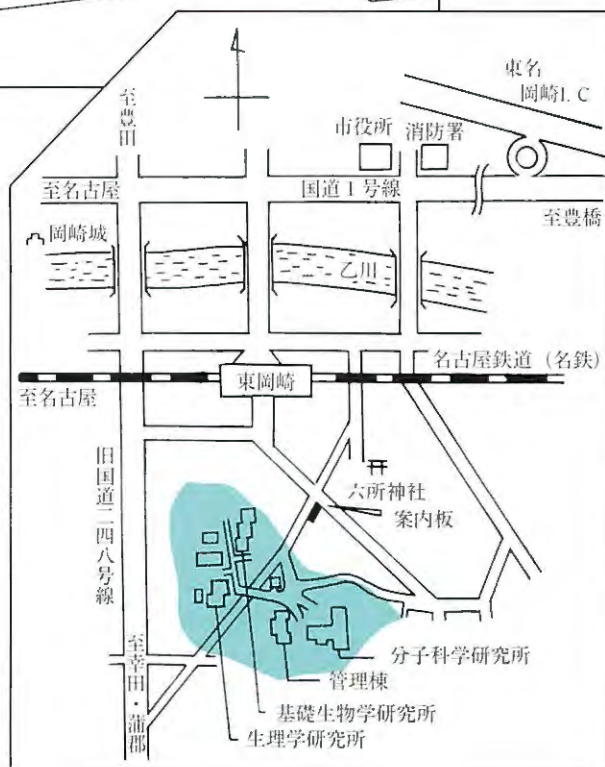 東名
岡崎I. C
至豊田
市役所
消防署
至名古屋
国道1号線
至豊橋
岡崎城
乙川
名古屋鉄道（名鉄）
東岡崎
至名古屋
旧国道二四八号線
六所神社
案内板
至幸田・蒲郡
分子科学研究所
管理棟
基礎生物学研究所
生理学研究所